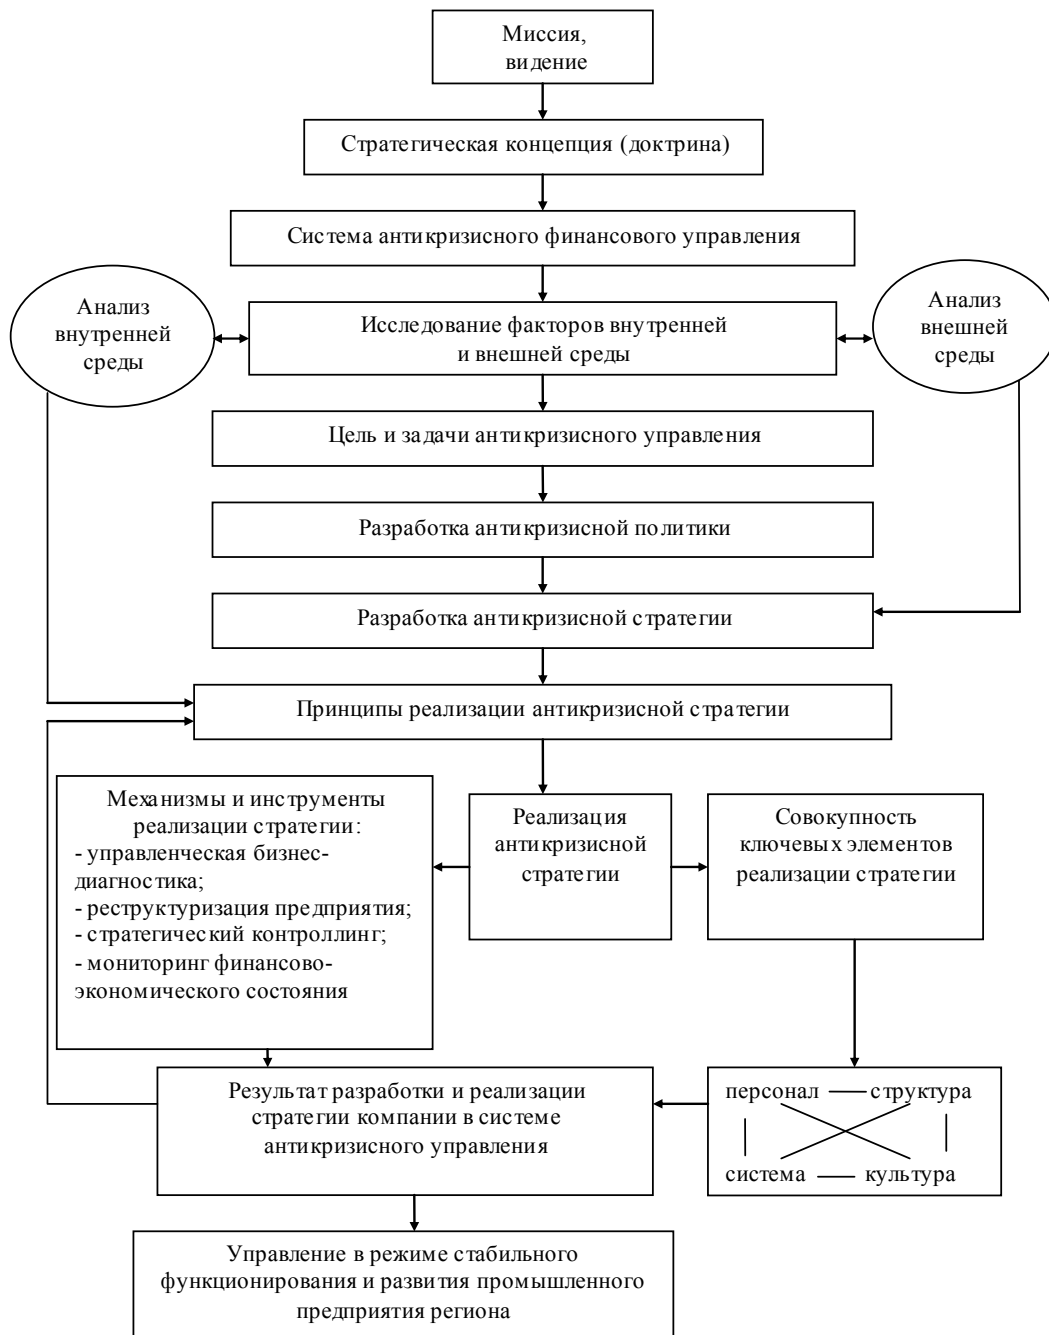 Миссия,
видение
Стратегическая концепция (доктрина)
Система антикризисного финансового управления
Анализ
внутренней
среды
Исследование факторов внутренней
и внешней среды
Анализ
внешней
среды
Цель и задачи антикризисного управления
Разработка антикризисной политики
Разработка антикризисной стратегии
Принципы реализации антикризисной стратегии
Механизмы и инструменты
реализации стратегии:
- управленческая бизнес-
диагностика;
- реструктуризация предприятия;
- стратегический контроллинг;
- мониторинг финансово-
экономического состояния
Реализация
антикризисной
стратегии
Совокупность
ключевых элементов
реализации стратегии
Результат разработки и реализации
стратегии компании в системе
антикризисного управления
персонал структура
система культура
Управление в режиме стабильного
функционирования и развития промышленного
предприятия региона